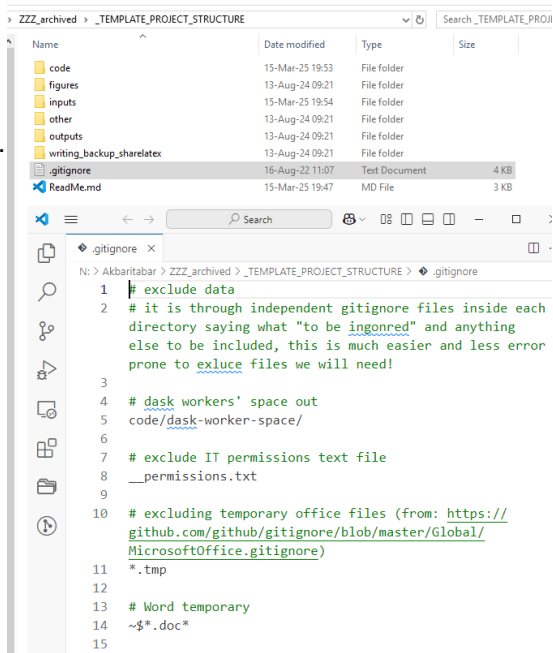 > ZZZ_archived > _TEMPLATE_PROJECT_STRUCTURE
Search _TEMPLATE_PROJE
Name Date modified Type Size
code 15-Mar-25 19:53 File folder
figures 13-Aug-24 09:21 File folder
inputs 15-Mar-25 19:54 File folder
other 13-Aug-24 09:21 File folder
outputs 13-Aug-24 09:21 File folder
writing_backup_sharelatex 13-Aug-24 09:21 File folder
.gitignore 16-Aug-22 11:07 Text Document 4 KB
ReadMe.md 15-Mar-25 19:47 MD File 3 KB
Search
.gitignore
N: > Akbaritabar > ZZZ_archived > _TEMPLATE_PROJECT_STRUCTURE > .gitignore
1 # exclude data
2 # it is through independent gitignore files inside each
directory saying what "to be ingonred" and anything
else to be included, this is much easier and less error
prone to exluce files we will need!
3
4 # dask workers' space out
5 code/dask-worker-space/
6
7 # exclude IT permissions text file
8 __permissions.txt
9
10 # excluding temporary office files (from: https://
github.com/github/gitignore/blob/master/Global/
MicrosoftOffice.gitignore)
11 *.tmp
12
13 # Word temporary
14 ~$*.doc*
15